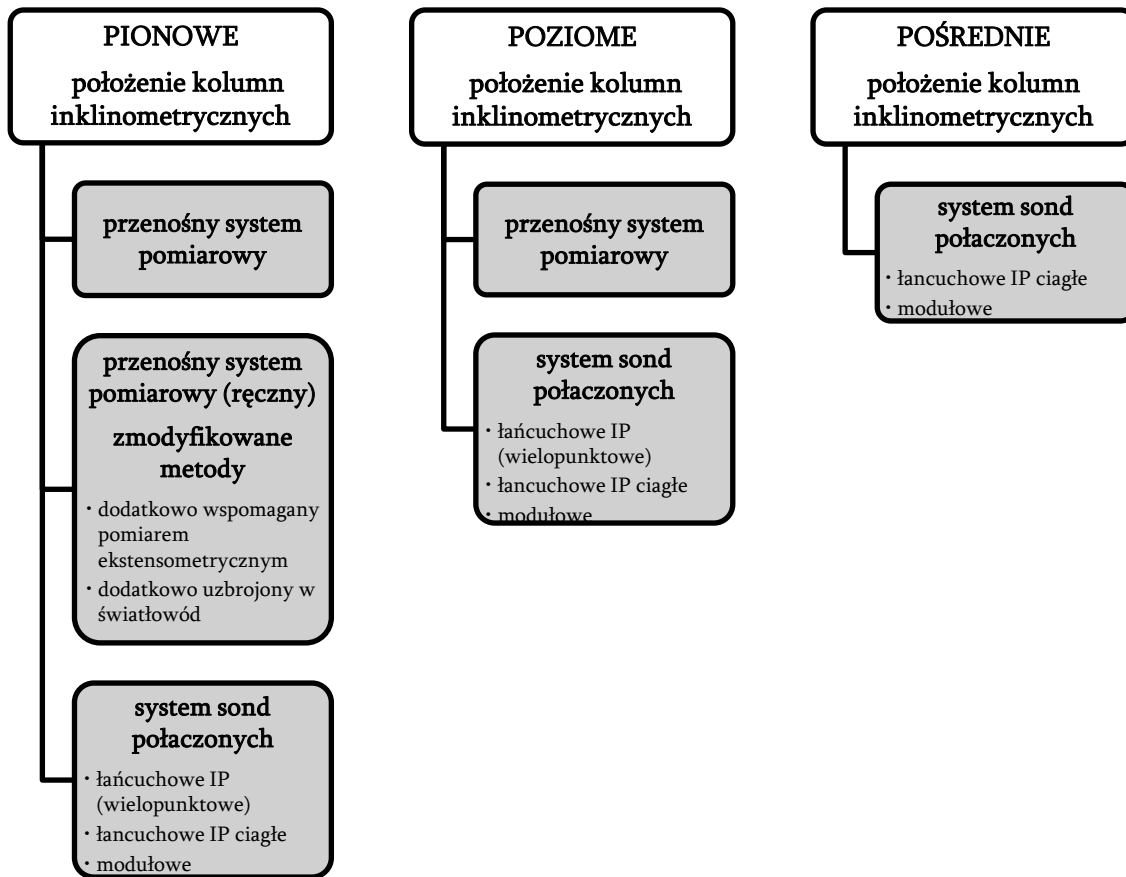 PIONOWE
położenie kolumn
inklinometrycznych
przenośny system
pomiarowy
przenośny system
pomiarowy (ręczny)
zmodyfikowane
metody
· dodatkowo wspomagany
pomiarem
ekstensometrycznym
· dodatkowo uzbrojony w
światłowód
system sond
połaczonych
· łańcuchowe IP
(wielopunktowe)
· łancuchowe IP ciagłe
· modułowe
POZIOME
położenie kolumn
inklinometrycznych
przenośny system
pomiarowy
system sond
połaczonych
· łańcuchowe IP
(wielopunktowe)
· łancuchowe IP ciagłe
· modułowe
POŚREDNIE
położenie kolumn
inklinometrycznych
system sond
połaczonych
· łancuchowe IP ciagłe
· modułowe